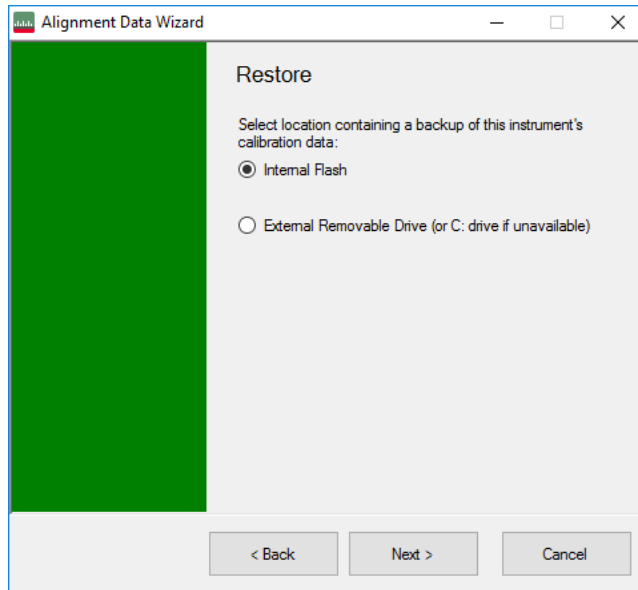 Alignment Data Wizard
Restore
Select location containing a backup of this instrument's
calibration data:
Internal Flash
External Removable Drive (or C: drive if unavailable)
< Back
Next >
Cancel